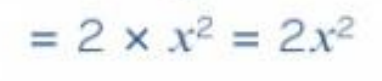 = 2 × x² = 2x²